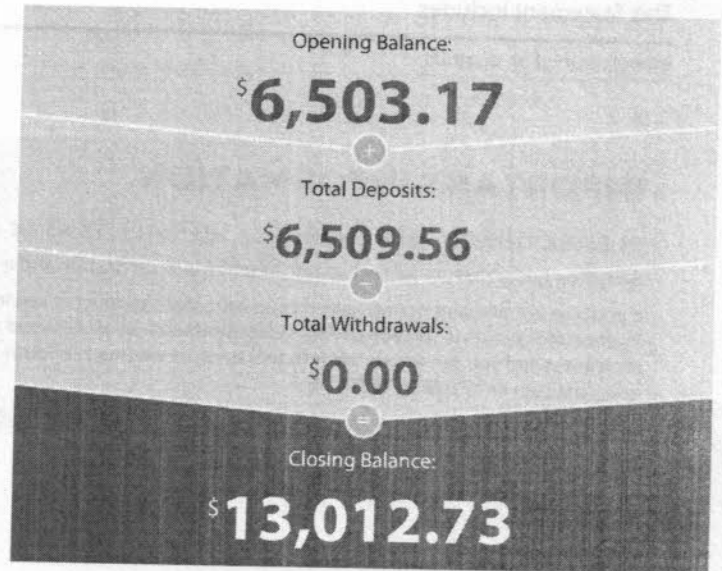 Opening Balance:
$6,503.17
+
Total Deposits:
$6,509.56
-
Total Withdrawals:
$0.00
=
Closing Balance:
$13,012.73